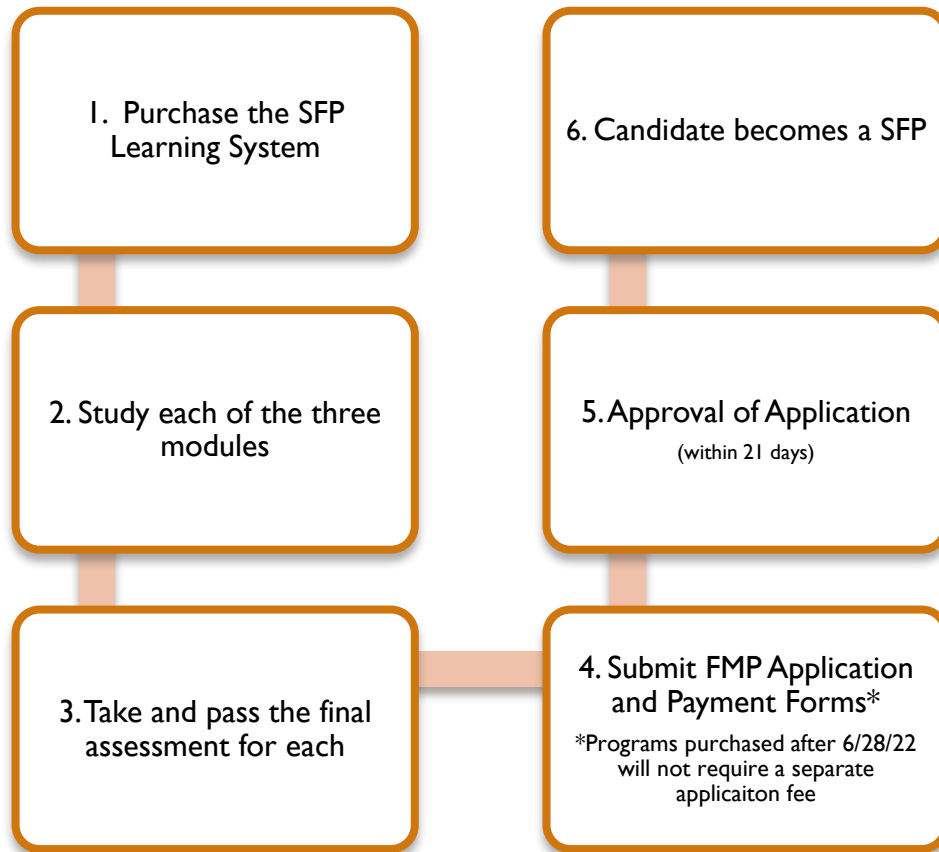 1. Purchase the SFP
Learning System
2. Study each of the three
modules
3. Take and pass the final
assessment for each
4. Submit FMP Application
and Payment Forms*
*Programs purchased after 6/28/22
will not require a separate
applicaiton fee
5. Approval of Application
(within 21 days)
6. Candidate becomes a SFP